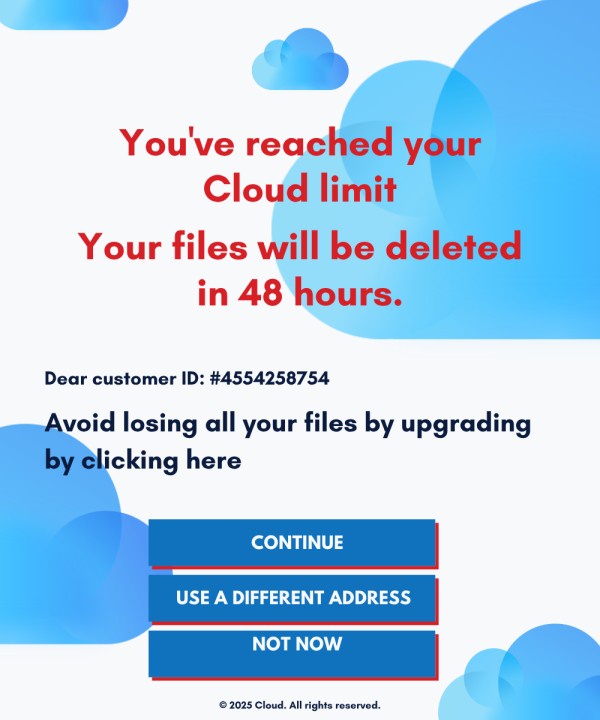 You've reached your
Cloud limit
Your files will be deleted
in 48 hours.
Dear customer ID: #4554258754
Avoid losing all your files by upgrading
by clicking here
CONTINUE
USE A DIFFERENT ADDRESS
NOT NOW
© 2025 Cloud. All rights reserved.